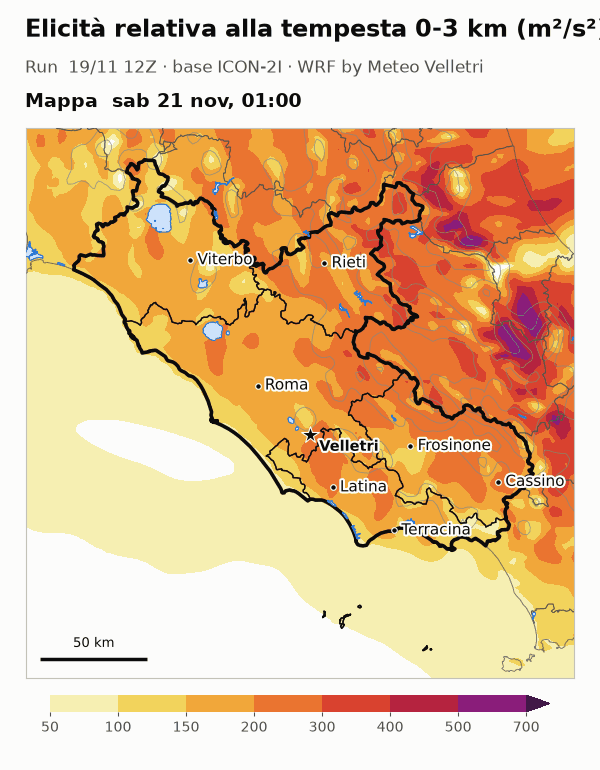 Elicità relativa alla tempesta 0-3 km (m²/s²)
Run 19/11 12Z · base ICON-2I · WRF by Meteo Velletri
Mappa sab 21 nov, 01:00
Viterbo
Rieti
Roma
Velletri
Frosinone
Latina
Cassino
Terracina
50 km
50 100 150 200 300 400 500 700